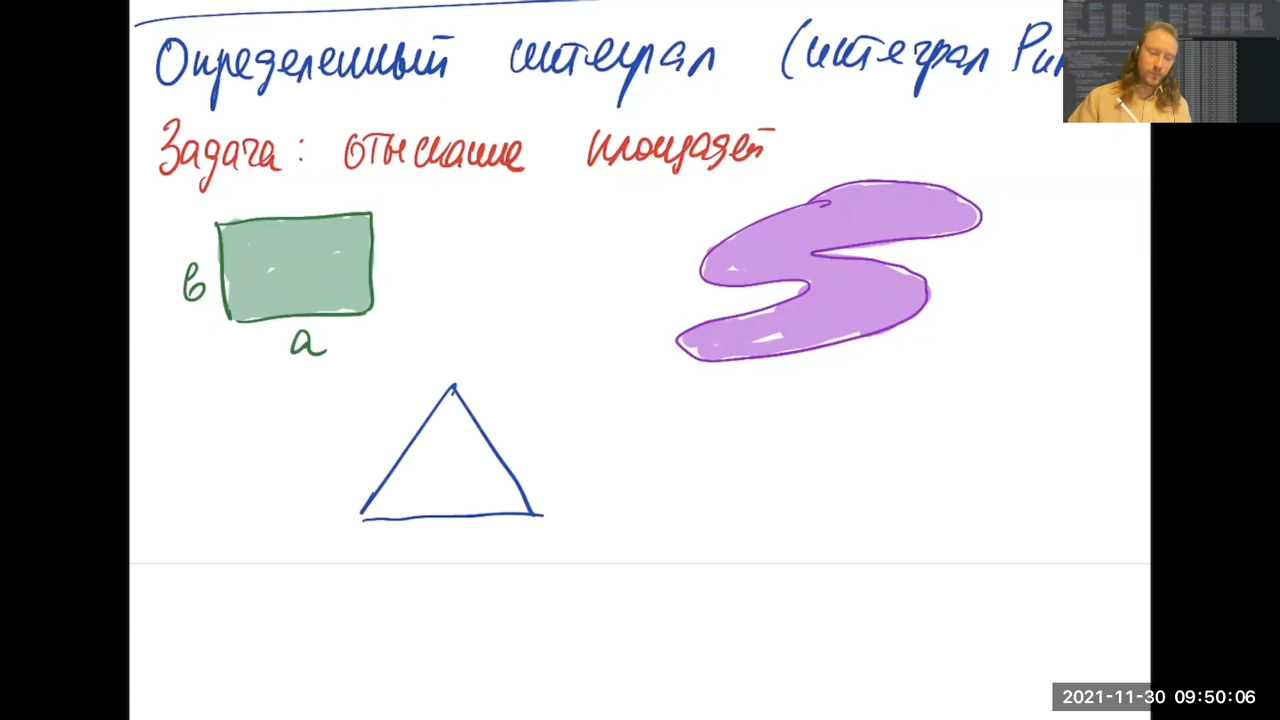 Определенный интеграл (интеграл Ри
Задача: отыскание площадей
в
a
2021-11-30 09:50:06